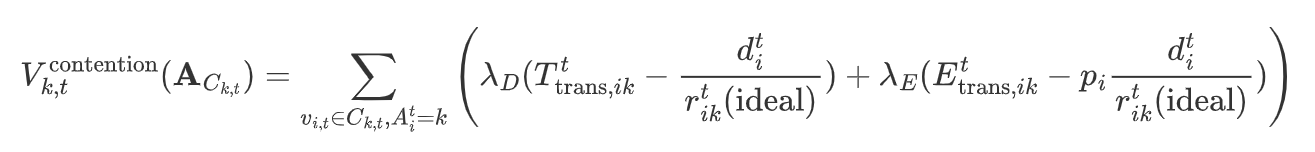 $$V_{k,t}^{\text{contention}}(\mathbf{A}_{C_{k,t}}) = \sum_{v_{i,t} \in C_{k,t}, A_i^t = k} \left( \lambda_D (T_{\text{trans},ik}^t - \frac{d_i^t}{r_{ik}^t(\text{ideal})}) + \lambda_E (E_{\text{trans},ik}^t - p_i \frac{d_i^t}{r_{ik}^t(\text{ideal})}) \right)$$